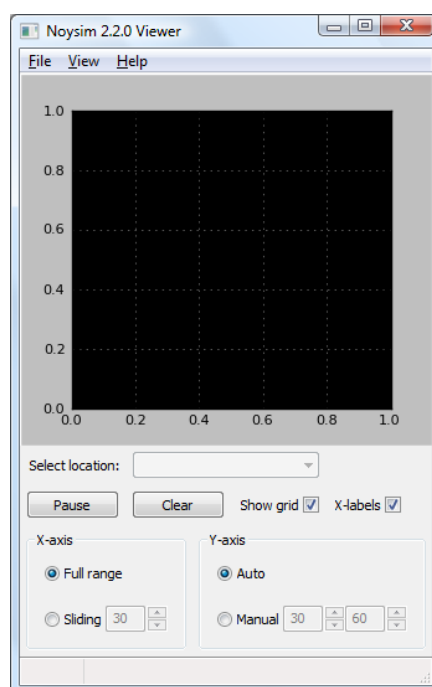 Noysim 2.2.0 Viewer
File View Help
1.0
0.8
0.6
0.4
0.2
0.0
0.0 0.2 0.4 0.6 0.8 1.0
Select location:
Pause Clear Show grid X-labels
X-axis Y-axis
Full range Auto
Sliding 30 Manual 30 60